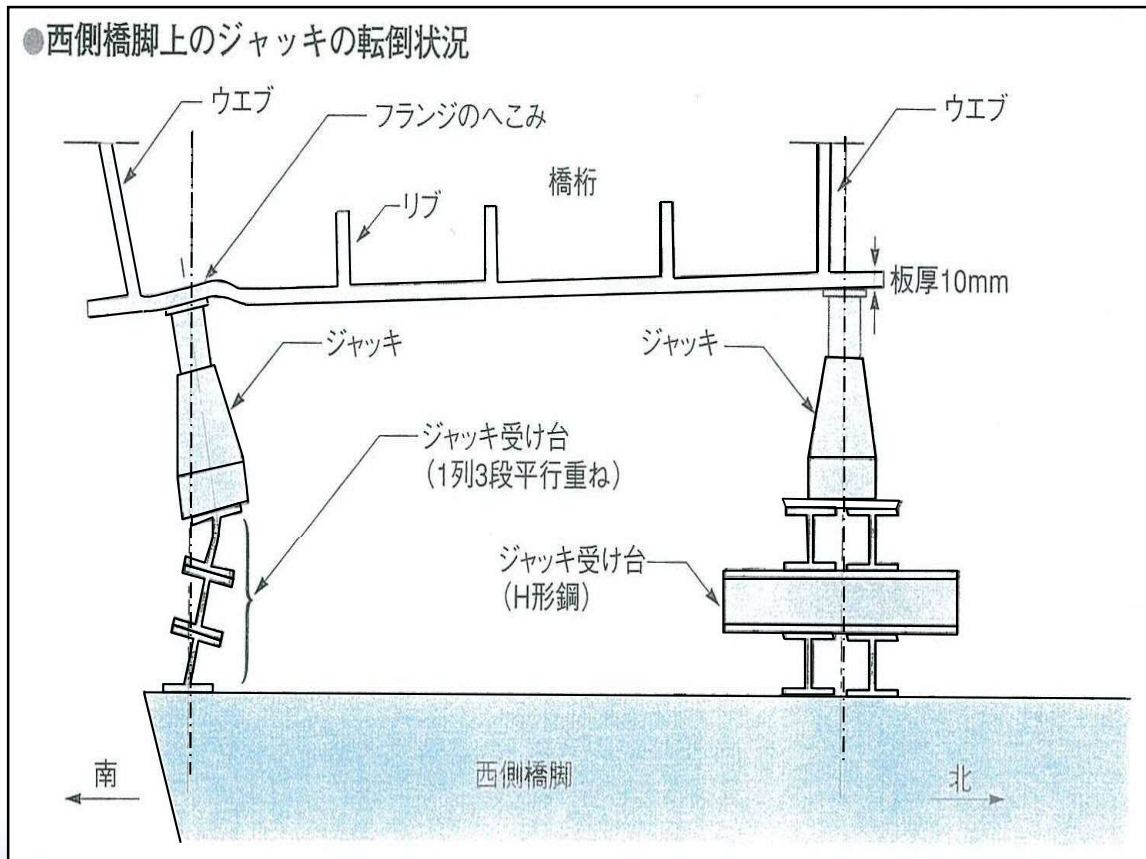 ●西側橋脚上のジャッキの転倒状況
ウエブ
フランジのへこみ
ウエブ
橋桁
リブ
板厚10mm
ジャッキ
ジャッキ
ジャッキ受け台
(1列3段平行重ね)
ジャッキ受け台
(H形鋼)
南
西側橋脚
北